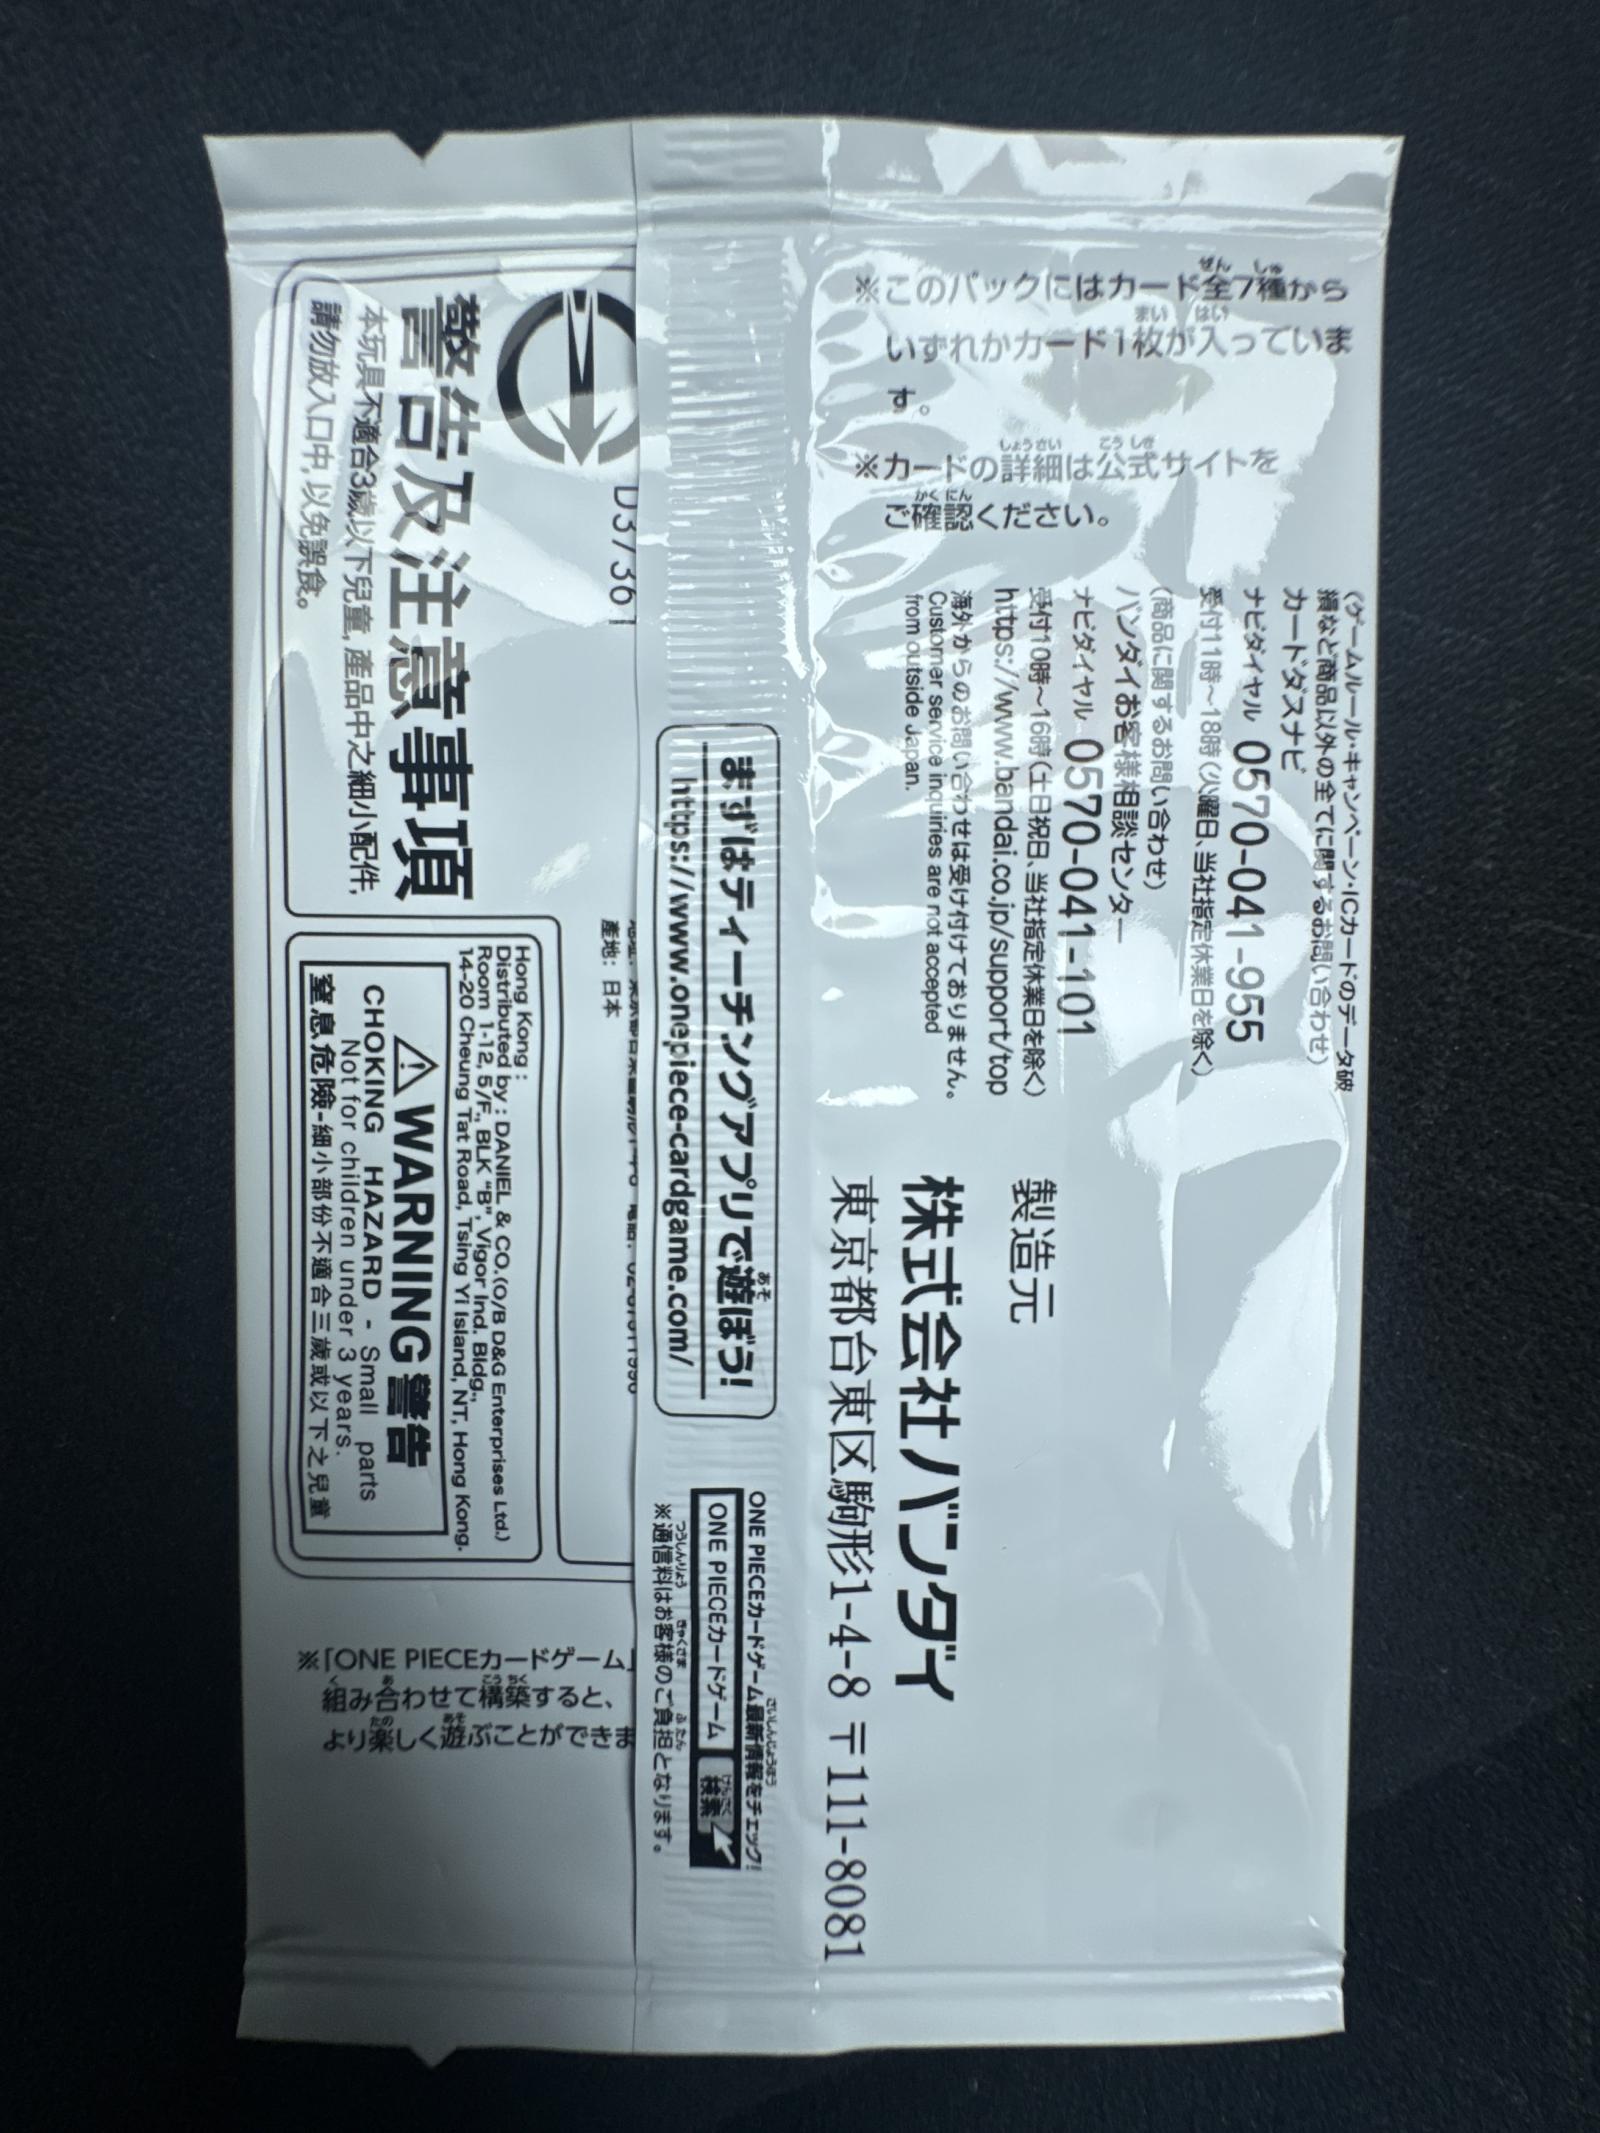 ※このパックにはカード全7種から
いずれかカード1枚が入っていま
す。
※カードの詳細は公式サイトを
ご確認ください。
〈ゲームルール・キャンペーン・ICカードのデータ破
損など商品以外の全てに関するお問い合わせ〉
カードダスナビ
ナビダイヤル 0570-041-955
受付11時~18時(火曜日、当社指定休業日を除く)
〈商品に関するお問い合わせ〉
バンダイお客様相談センター
ナビダイヤル 0570-041-101
受付10時~16時(土日祝日、当社指定休業日を除く)
https://www.bandai.co.jp/support/top
海外からのお問い合わせは受け付けておりません。
Customer service inquiries are not accepted
from outside Japan.
製造元
株式会社バンダイ
東京都台東区駒形1-4-8 〒111-8081
まずはティーチングアプリで遊ぼう!
https://www.onepiece-cardgame.com/
ONE PIECEカードゲーム最新情報をチェック!
ONE PIECEカードゲーム 検索
※通信料はお客様のご負担となります。
D3736
産地: 日本
警告及注意事項
本玩具不適合3歲以下兒童, 產品中之細小配件,
請勿放入口中, 以免誤食。
Hong Kong :
Distributed by : DANIEL & CO.(O/B D&G Enterprises Ltd.)
Room 1-12, 5/F., BLK "B", Vigor Ind. Bldg.,
14-20 Cheung Tat Road, Tsing Yi Island, NT, Hong Kong.
⚠WARNING警告
CHOKING HAZARD - Small parts
Not for children under 3 years.
窒息危險-細小部份不適合三歲或以下之兒童
※「ONE PIECEカードゲーム」
組み合わせて構築すると、
より楽しく遊ぶことができま